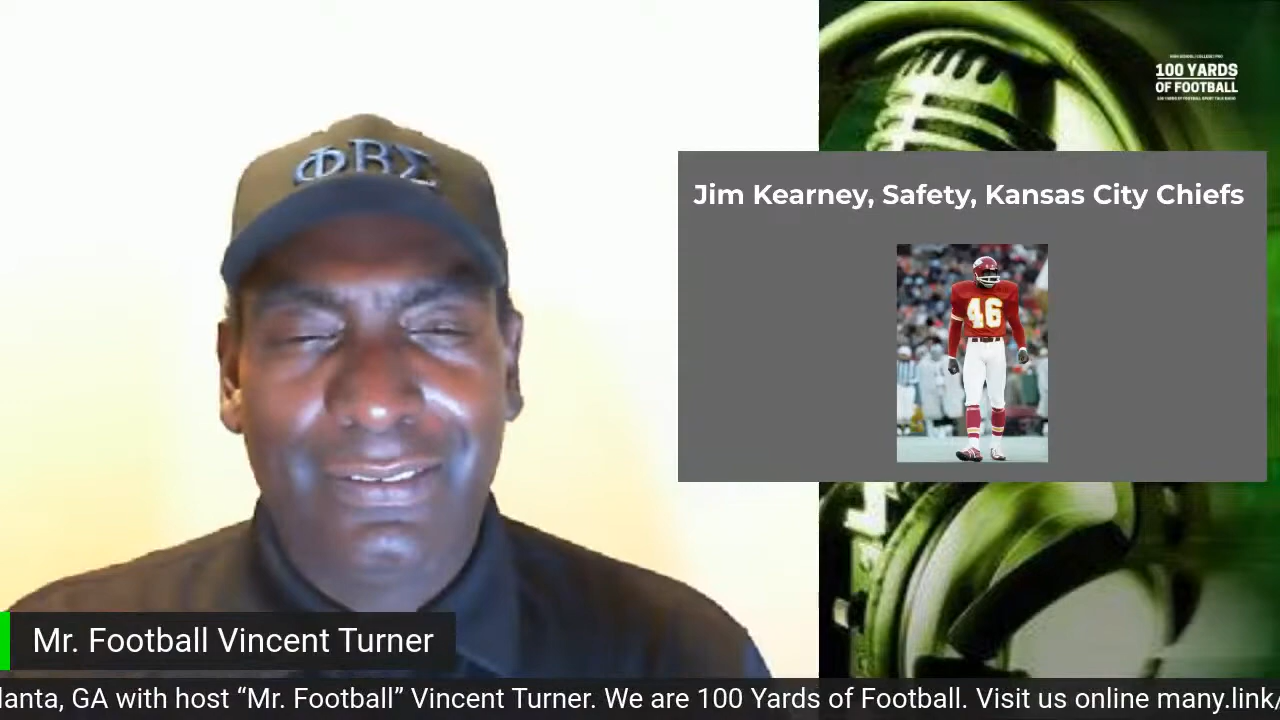 ΦΒΣ
100 YARDS
OF FOOTBALL
Jim Kearney, Safety, Kansas City Chiefs
46
Mr. Football Vincent Turner
lanta, GA with host “Mr. Football” Vincent Turner. We are 100 Yards of Football. Visit us online many.link/